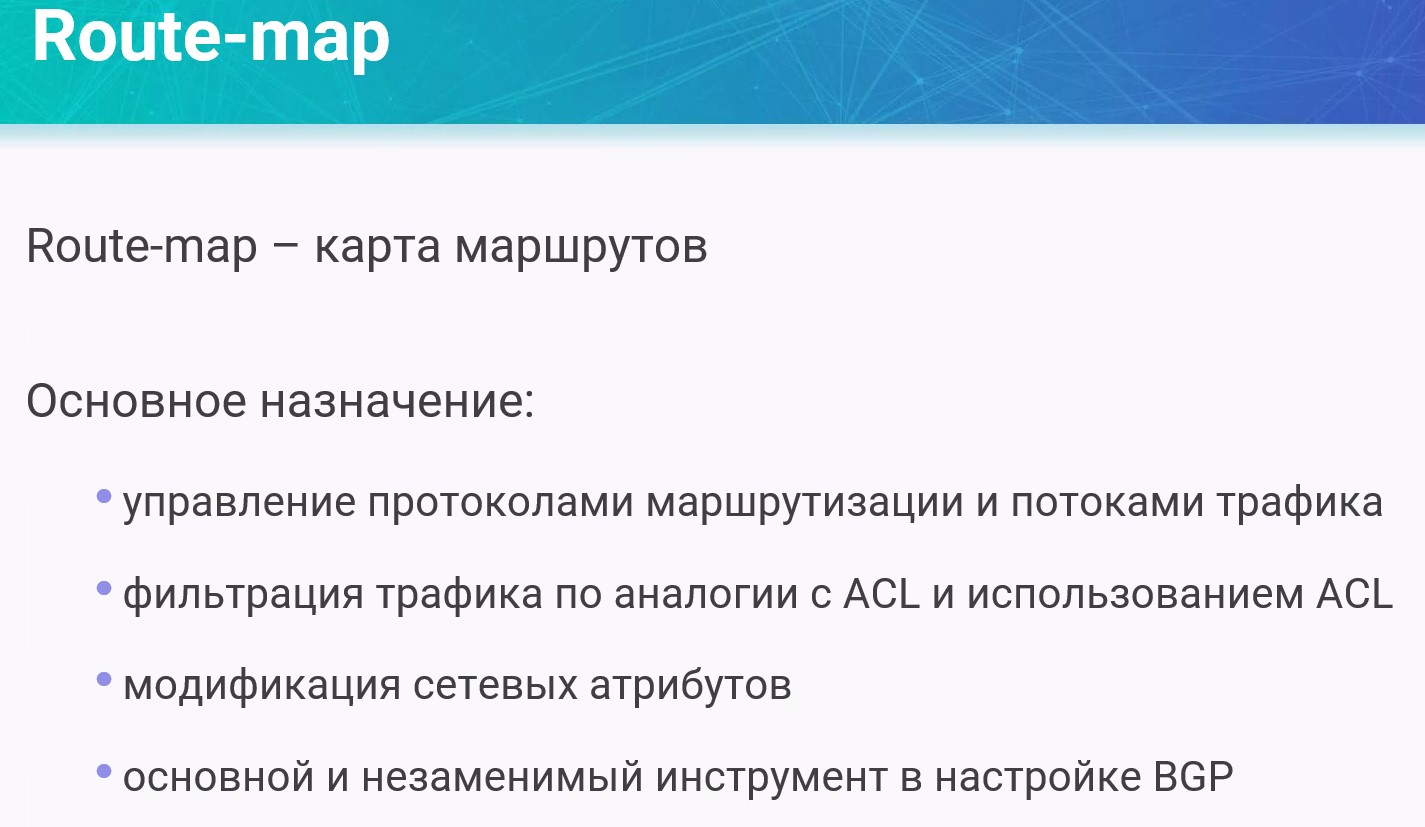 Route-map
Route-map – карта маршрутов
Основное назначение:
• управление протоколами маршрутизации и потоками трафика
• фильтрация трафика по аналогии с ACL и использованием ACL
• модификация сетевых атрибутов
• основной и незаменимый инструмент в настройке BGP